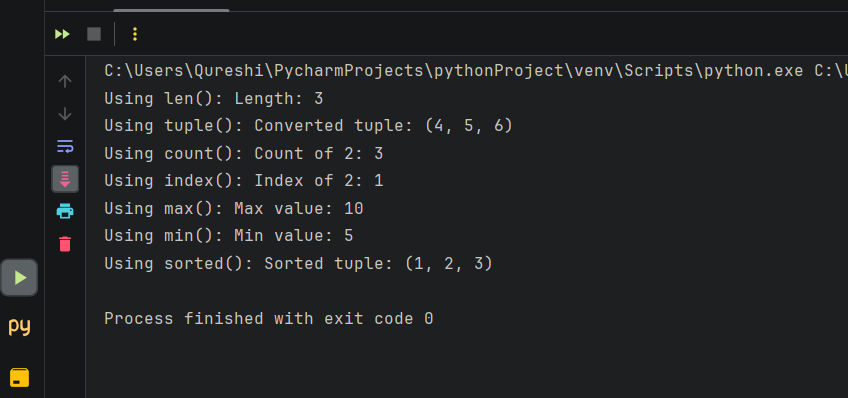 C:\Users\Qureshi\PycharmProjects\pythonProject\venv\Scripts\python.exe C:\
Using len(): Length: 3
Using tuple(): Converted tuple: (4, 5, 6)
Using count(): Count of 2: 3
Using index(): Index of 2: 1
Using max(): Max value: 10
Using min(): Min value: 5
Using sorted(): Sorted tuple: (1, 2, 3)
Process finished with exit code 0
py